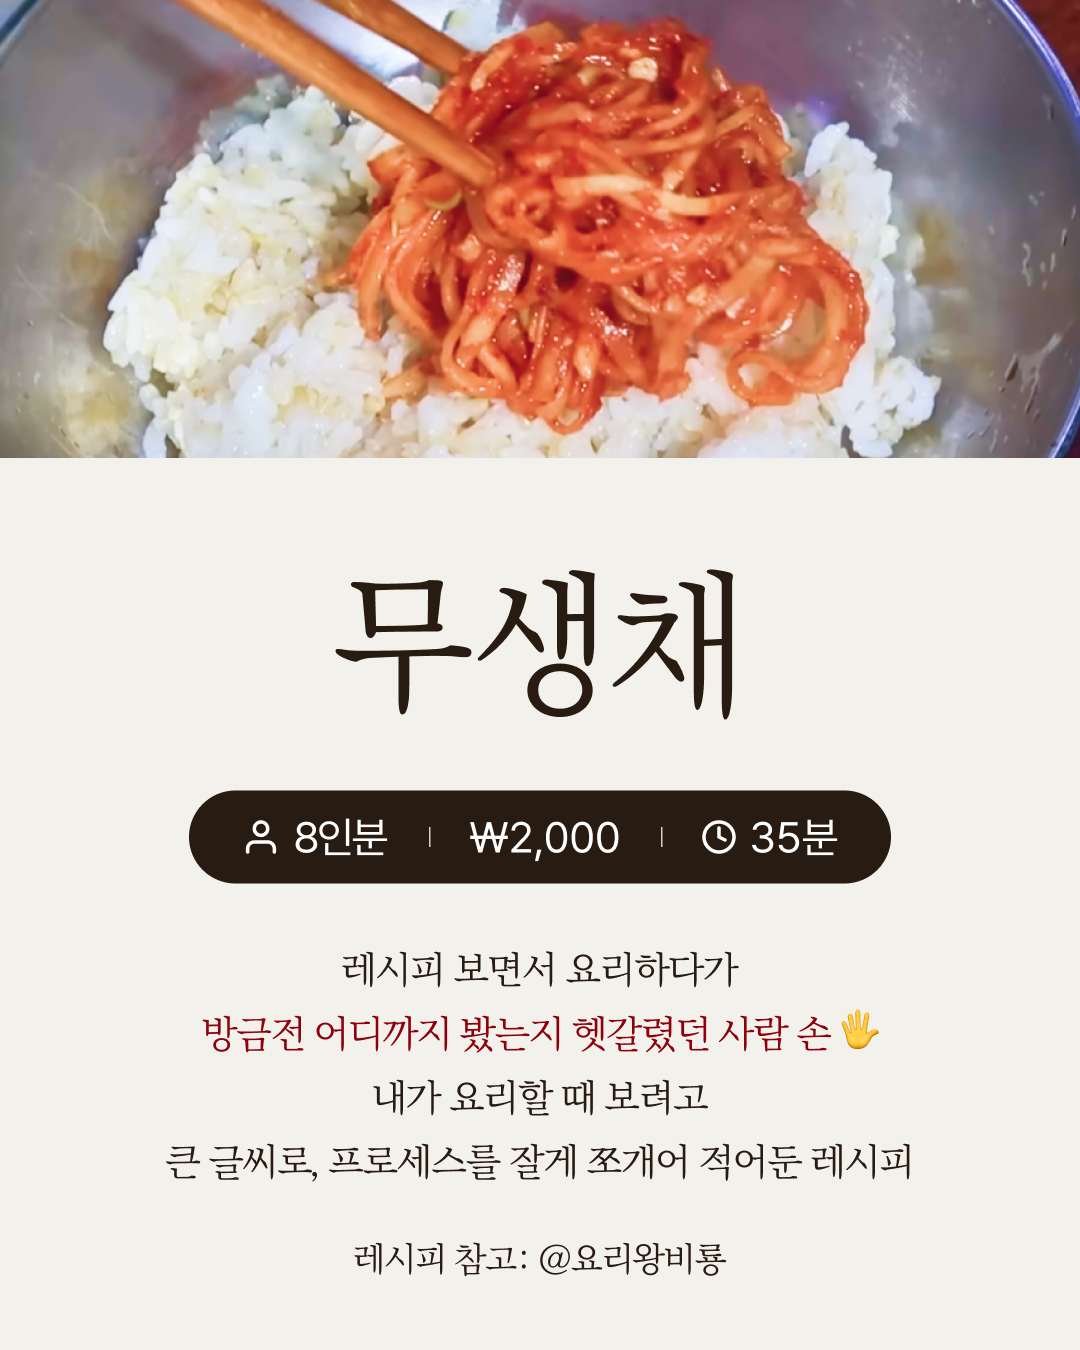 무생채
8인분 | ₩2,000 | 35분
레시피 보면서 요리하다가
방금전 어디까지 봤는지 헷갈렸던 사람 손🖐️
내가 요리할 때 보려고
큰 글씨로, 프로세스를 잘게 쪼개어 적어둔 레시피
레시피 참고: @요리왕비룡